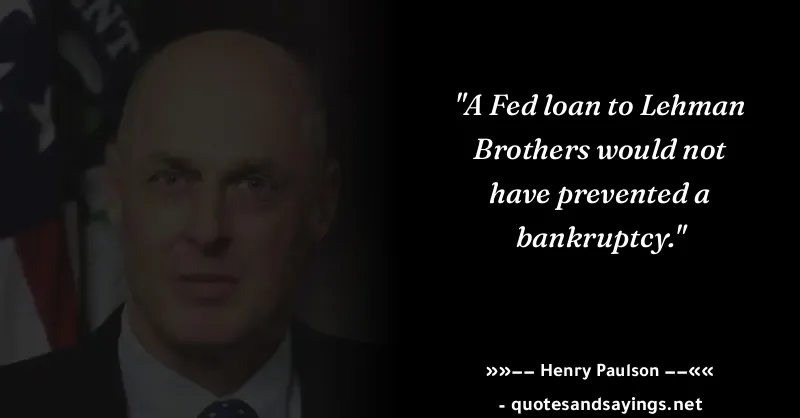 "A Fed loan to Lehman
Brothers would not
have prevented a
bankruptcy."
»»−− Henry Paulson −−««
- quotesandsayings.net